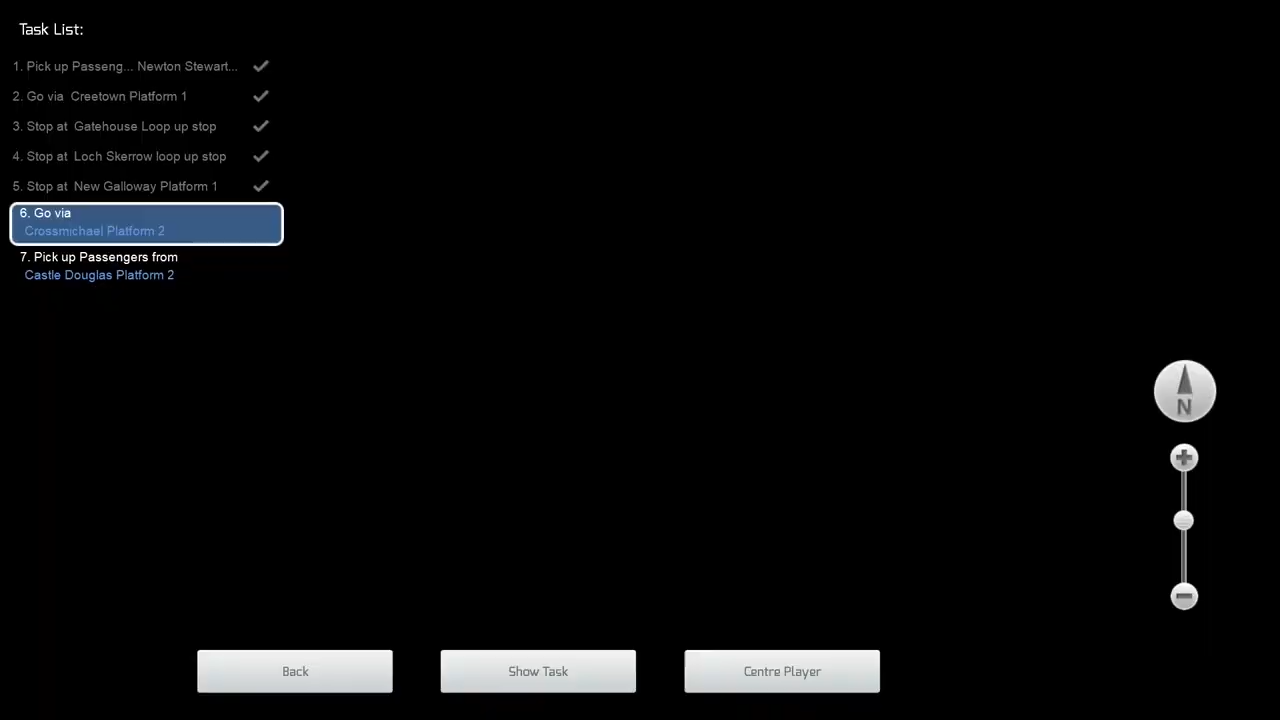 Task List:
1. Pick up Passeng... Newton Stewart...
2. Go via Creetown Platform 1
3. Stop at Gatehouse Loop up stop
4. Stop at Loch Skerrow loop up stop
5. Stop at New Galloway Platform 1
6. Go via
Crossmichael Platform 2
7. Pick up Passengers from
Castle Douglas Platform 2
N
Back
Show Task
Centre Player